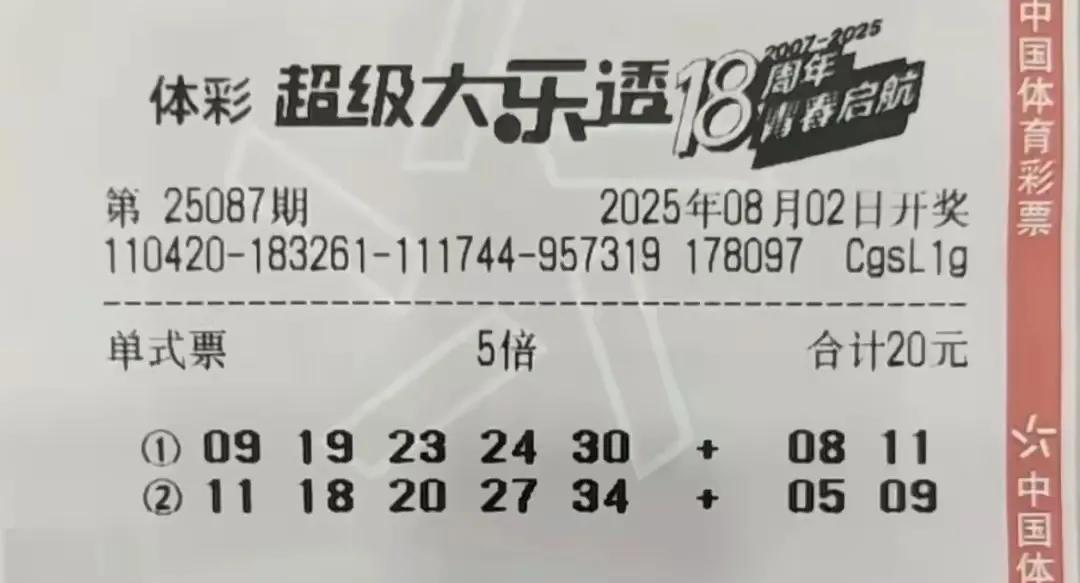 体彩 超级大乐透 18周年 2007-2025 青春启航
第 25087期 2025年08月02日开奖
110420-183261-111744-957319 178097 CgsL1g
单式票 5倍 合计20元
① 09 19 23 24 30 + 08 11
② 11 18 20 27 34 + 05 09
中国体育彩票
中国体